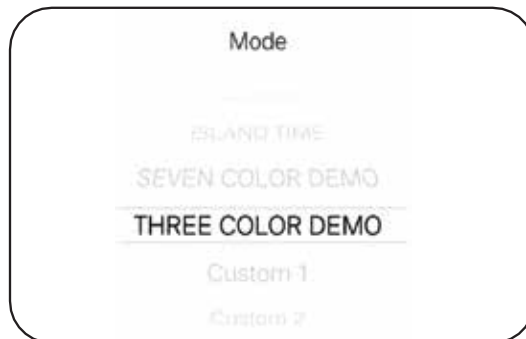 Mode
ISLAND TIME
SEVEN COLOR DEMO
THREE COLOR DEMO
Custom 1
Custom 2